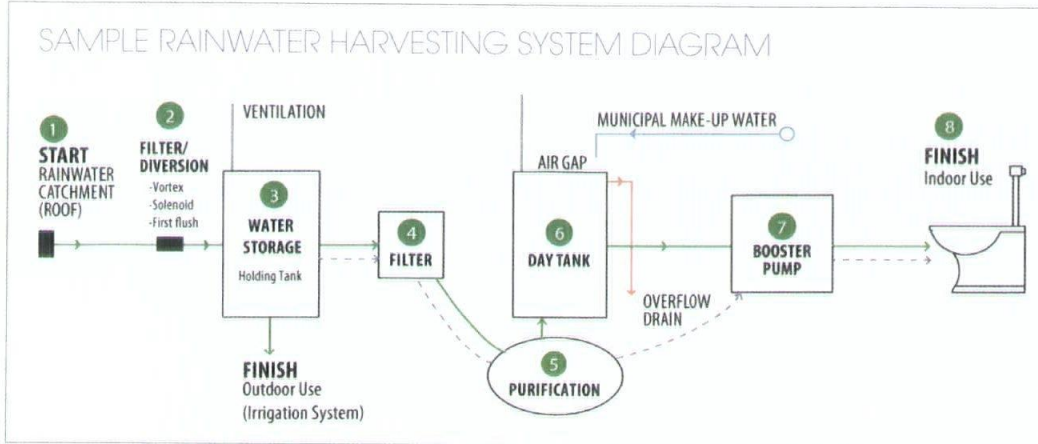 SAMPLE RAINWATER HARVESTING SYSTEM DIAGRAM
1
START
RAINWATER
CATCHMENT
(ROOF)
2
FILTER/
DIVERSION
-Vortex
-Solenoid
-First flush
VENTILATION
3
WATER
STORAGE
Holding Tank
FINISH
Outdoor Use
(Irrigation System)
4
FILTER
5
PURIFICATION
AIR GAP
MUNICIPAL MAKE-UP WATER
6
DAY TANK
OVERFLOW
DRAIN
7
BOOSTER
PUMP
8
FINISH
Indoor Use